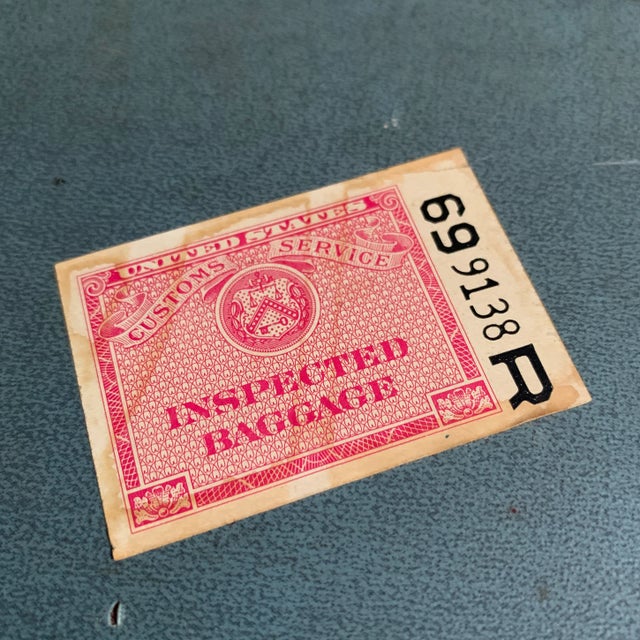 UNITED STATES
CUSTOMS SERVICE
INSPECTED
BAGGAGE
69 9138 R